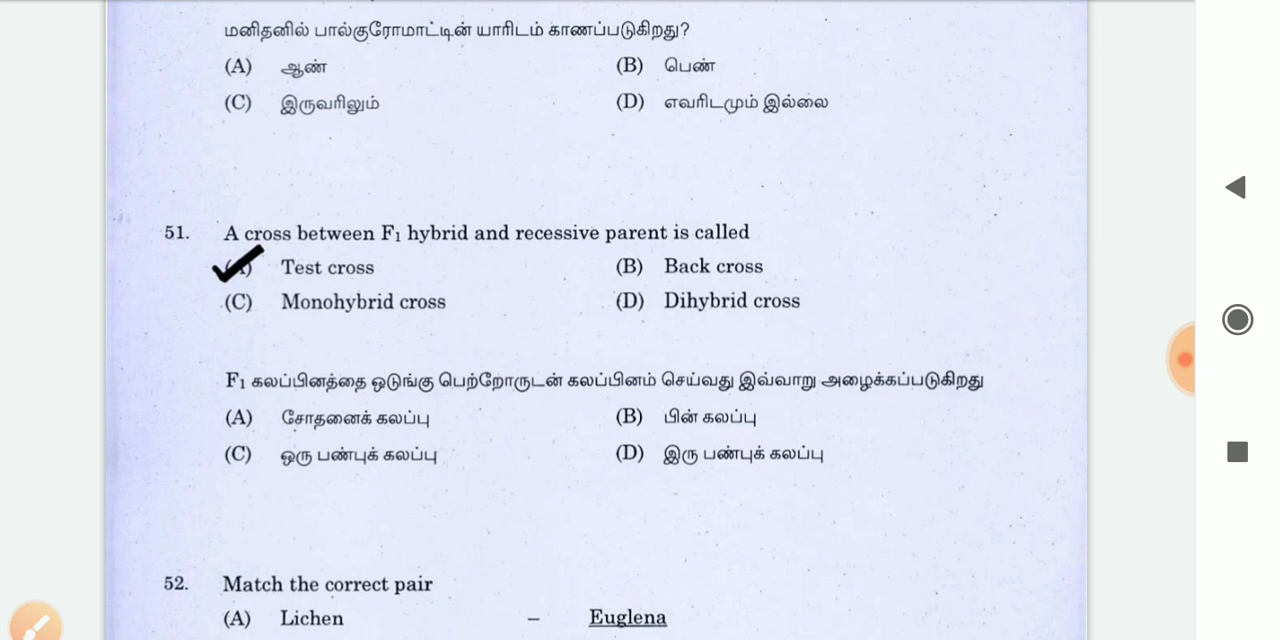 மனிதனில் பால்குரோமாட்டின் யாரிடம் காணப்படுகிறது?
(A) ஆண் (B) பெண்
(C) இருவரிலும் (D) எவரிடமும் இல்லை
51. A cross between F1 hybrid and recessive parent is called
(A) Test cross (B) Back cross
(C) Monohybrid cross (D) Dihybrid cross
F1 கலப்பினத்தை ஒடுங்கு பெற்றோருடன் கலப்பினம் செய்வது இவ்வாறு அழைக்கப்படுகிறது
(A) சோதனைக் கலப்பு (B) பின் கலப்பு
(C) ஒரு பண்புக் கலப்பு (D) இரு பண்புக் கலப்பு
52. Match the correct pair
(A) Lichen – Euglena